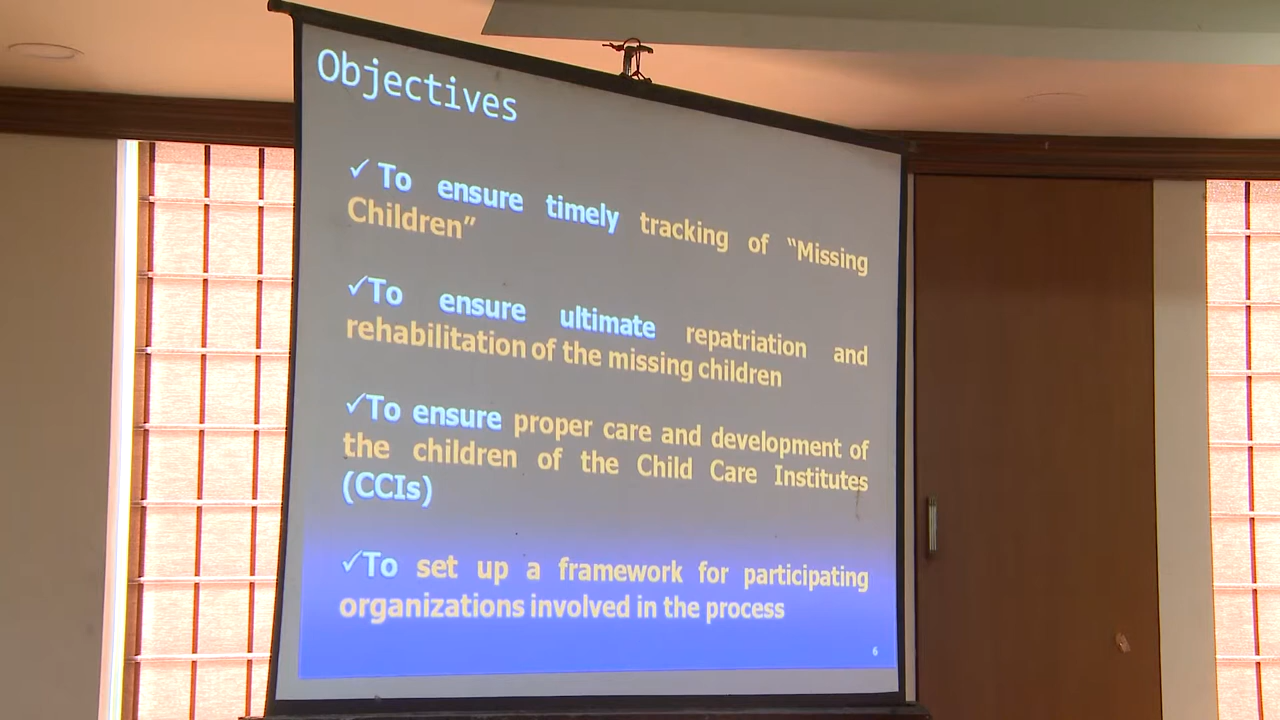 Objectives
✓ To ensure timely tracking of “Missing
Children”
✓To ensure ultimate repatriation and
rehabilitation of the missing children
✓To ensure proper care and development of
the children of the Child Care Institutes
(CCIs)
✓To set up a framework for participating
organizations involved in the process
6